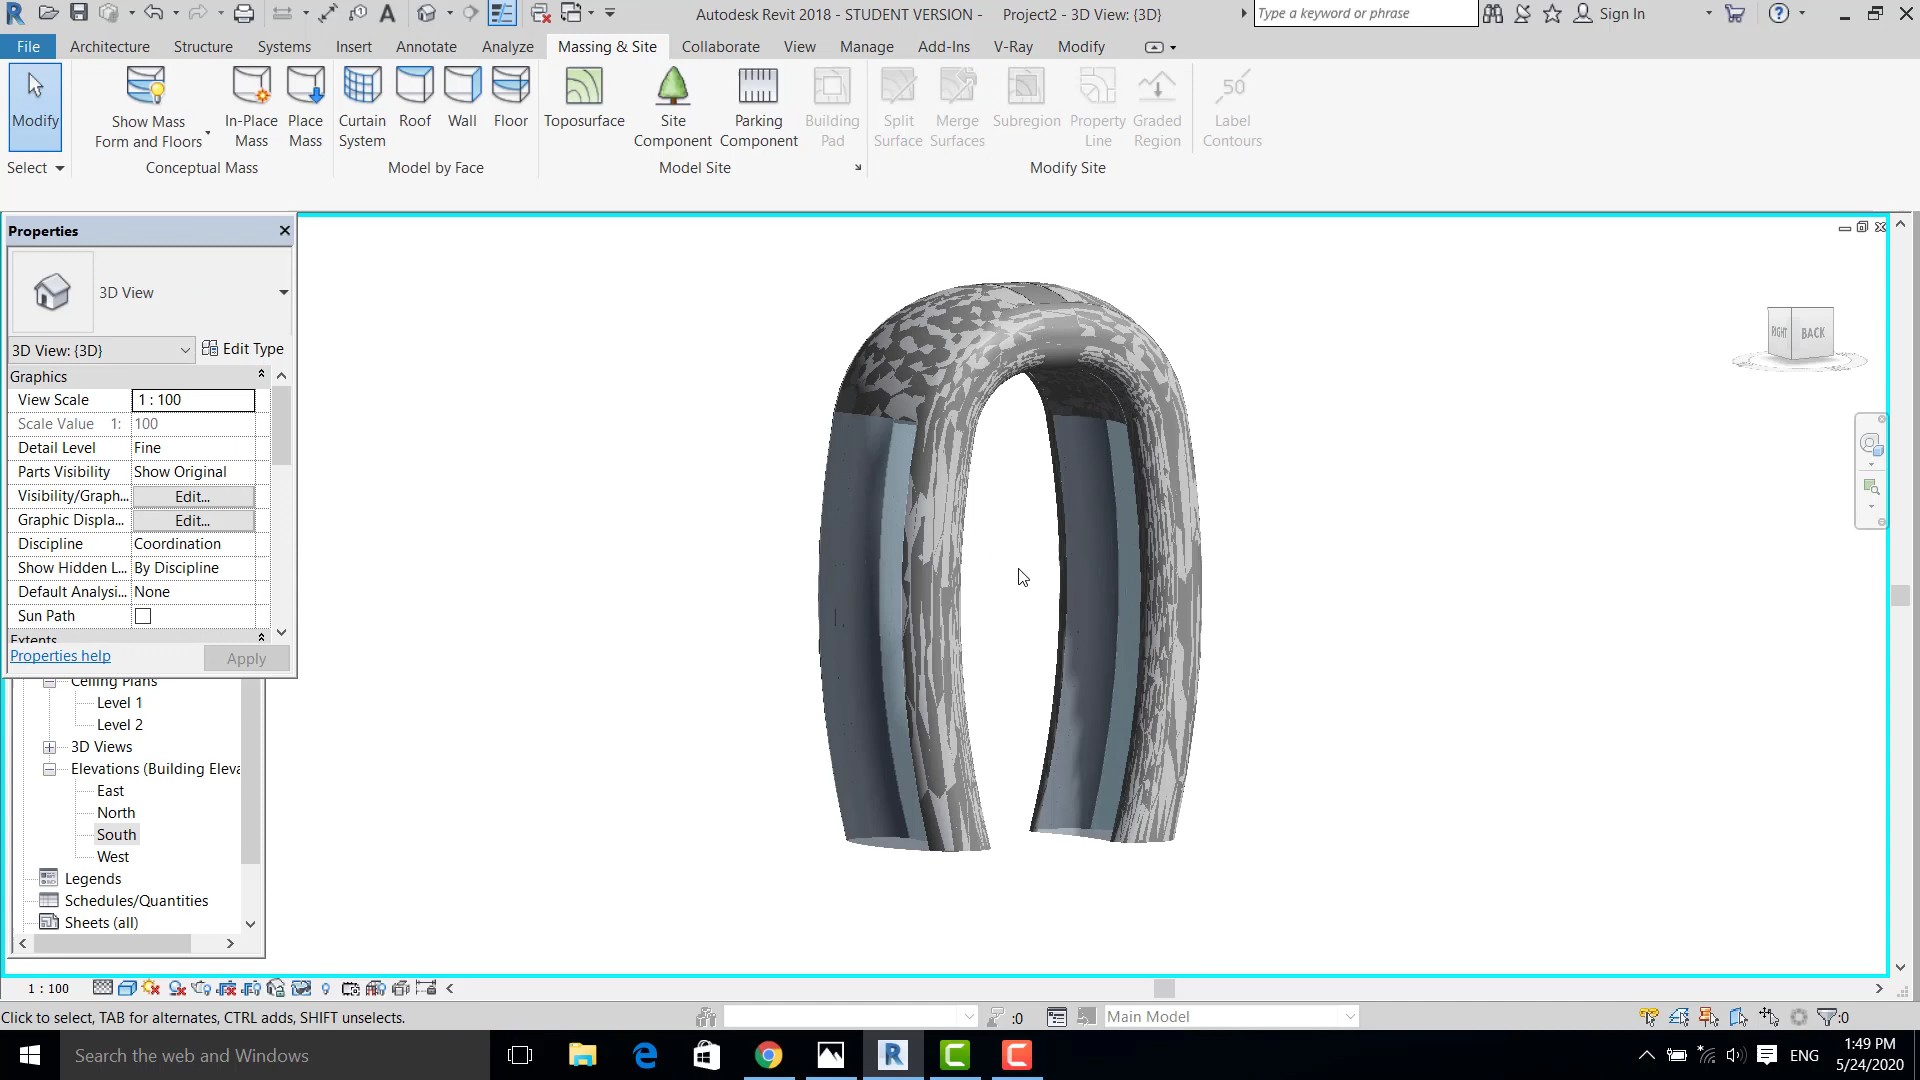 Autodesk Revit 2018 - STUDENT VERSION - Project2 - 3D View: {3D}
Type a keyword or phrase
Sign In
File Architecture Structure Systems Insert Annotate Analyze Massing & Site Collaborate View Manage Add-Ins V-Ray Modify
Modify
Show Mass Form and Floors
In-Place Mass
Place Mass
Curtain System
Roof
Wall
Floor
Toposurface
Site Component
Parking Component
Building Pad
Split Surface
Merge Surfaces
Subregion
Property Line
Graded Region
50
Label Contours
Select
Conceptual Mass
Model by Face
Model Site
Modify Site
Properties
3D View
3D View: {3D}
Edit Type
Graphics
View Scale 1 : 100
Scale Value 1: 100
Detail Level Fine
Parts Visibility Show Original
Visibility/Graph... Edit...
Graphic Displa... Edit...
Discipline Coordination
Show Hidden L... By Discipline
Default Analysi... None
Sun Path
Extents
Properties help
Apply
Ceiling Plans
Level 1
Level 2
3D Views
Elevations (Building Eleva
East
North
South
West
Legends
Schedules/Quantities
Sheets (all)
RIGHT BACK
1 : 100
Click to select, TAB for alternates, CTRL adds, SHIFT unselects.
:0
Main Model
:0
Search the web and Windows
ENG
1:49 PM
5/24/2020